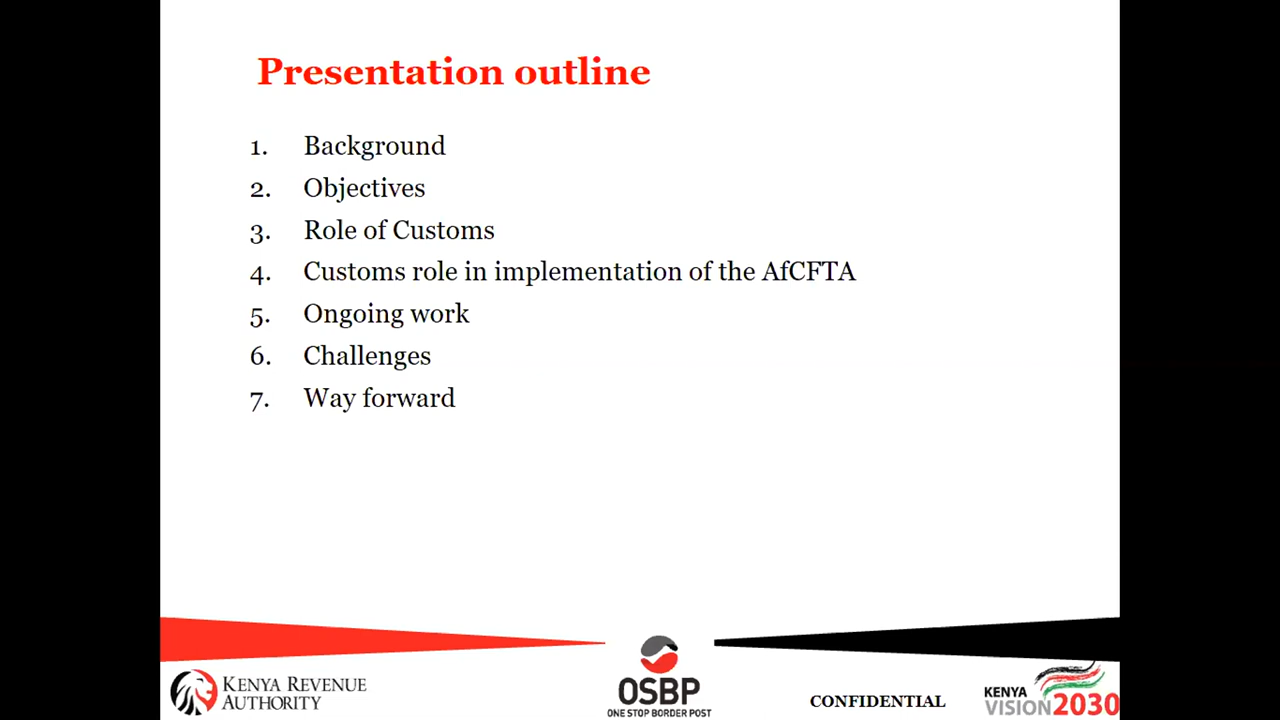 Presentation outline
1. Background
2. Objectives
3. Role of Customs
4. Customs role in implementation of the AfCFTA
5. Ongoing work
6. Challenges
7. Way forward
KENYA REVENUE
AUTHORITY
OSBP
ONE STOP BORDER POST
CONFIDENTIAL
KENYA
VISION 2030